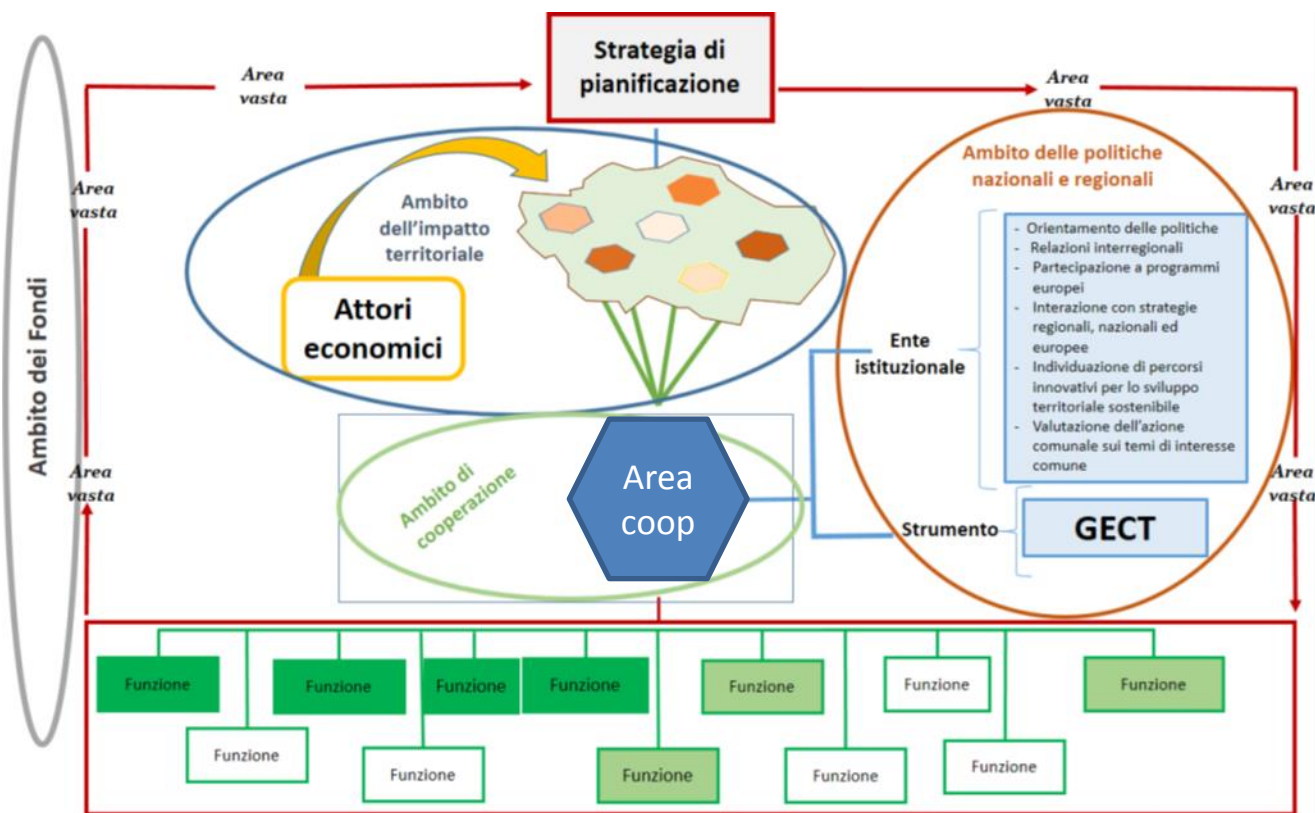 Strategia di
pianificazione
Area
vasta
Area
vasta
Area
vasta
Area
vasta
Area
vasta
Area
vasta
Ambito dei Fondi
Ambito
dell'impatto
territoriale
Attori
economici
Ambito delle politiche
nazionali e regionali
Ente
istituzionale
- Orientamento delle politiche
- Relazioni interregionali
- Partecipazione a programmi
europei
- Interazione con strategie
regionali, nazionali ed
europee
- Individuazione di percorsi
innovativi per lo sviluppo
territoriale sostenibile
- Valutazione dell'azione
comunale sui temi di interesse
comune
Strumento
GECT
Ambito di
cooperazione
Area
coop
Funzione
Funzione
Funzione
Funzione
Funzione
Funzione
Funzione
Funzione
Funzione
Funzione
Funzione
Funzione